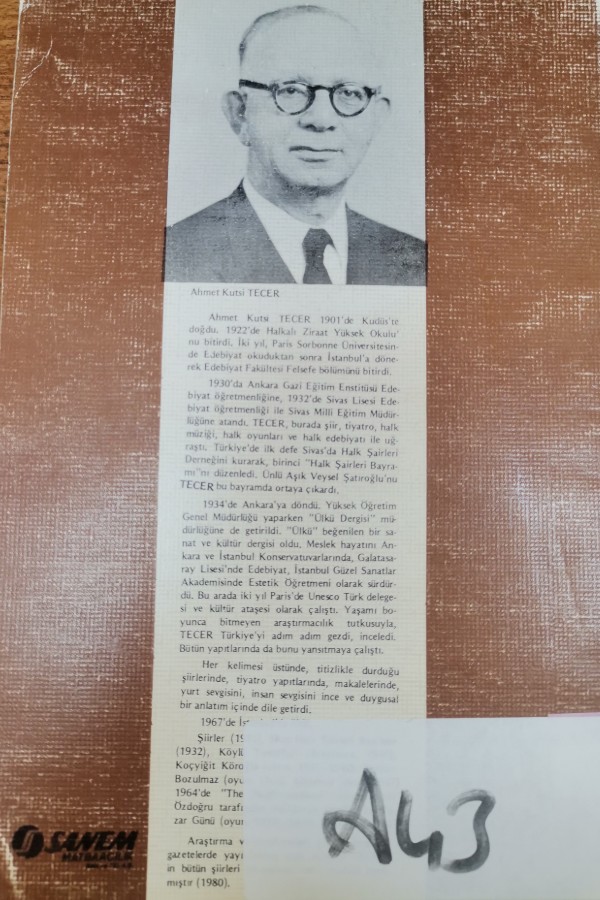 Ahmet Kutsi TECER
Ahmet Kutsi TECER 1901'de Kudüs'te
doğdu. 1922'de Halkalı Ziraat Yüksek Okulu'
nu bitirdi. İki yıl, Paris Sorbonne Üniversitesin-
de Edebiyat okuduktan sonra İstanbul'a döne-
rek Edebiyat Fakültesi Felsefe bölümünü bitirdi.
1930'da Ankara Gazi Eğitim Enstitüsü Ede-
biyat öğretmenliğine, 1932'de Sivas Lisesi Ede-
biyat öğretmenliği ile Sivas Milli Eğitim Müdür-
lüğüne atandı. TECER, burada şiir, tiyatro, halk
müziği, halk oyunları ve halk edebiyatı ile uğ-
raştı. Türkiye'de ilk defe Sivas'da Halk Şairleri
Derneğini kurarak, birinci "Halk Şairleri Bayra-
mı"nı düzenledi. Ünlü Aşık Veysel Şatıroğlu'nu
TECER bu bayramda ortaya çıkardı.
1934'de Ankara'ya döndü. Yüksek Öğretim
Genel Müdürlüğü yaparken "Ülkü Dergisi" mü-
dürlüğüne de getirildi. "Ülkü" beğenilen bir sa-
nat ve kültür dergisi oldu. Meslek hayatını An-
kara ve İstanbul Konservatuvarlarında, Galatasa-
ray Lisesi'nde Edebiyat, İstanbul Güzel Sanatlar
Akademisinde Estetik Öğretmeni olarak sürdür-
dü. Bu arada iki yıl Paris'de Unesco Türk delege-
si ve kültür ataşesi olarak çalıştı. Yaşamı bo-
yunca bitmeyen araştırmacılık tutkusuyla,
TECER Türkiye'yi adım adım gezdi, inceledi.
Bütün yapıtlarında da bunu yansıtmaya çalıştı.
Her kelimesi üstünde, titizlikle durduğu
şiirlerinde, tiyatro yapıtlarında, makalelerinde,
yurt sevgisini, insan sevgisini ince ve duygusal
bir anlatım içinde dile getirdi.
1967'de
Şiirler
(1932),
Koçyiğit
Bozulmaz
1964'de "The
Özdoğru
zar Günü
Araştırma
gazetelerde
in bütün şiirleri
mıştır (1980).
SANEM
MATBAACILIK
A43